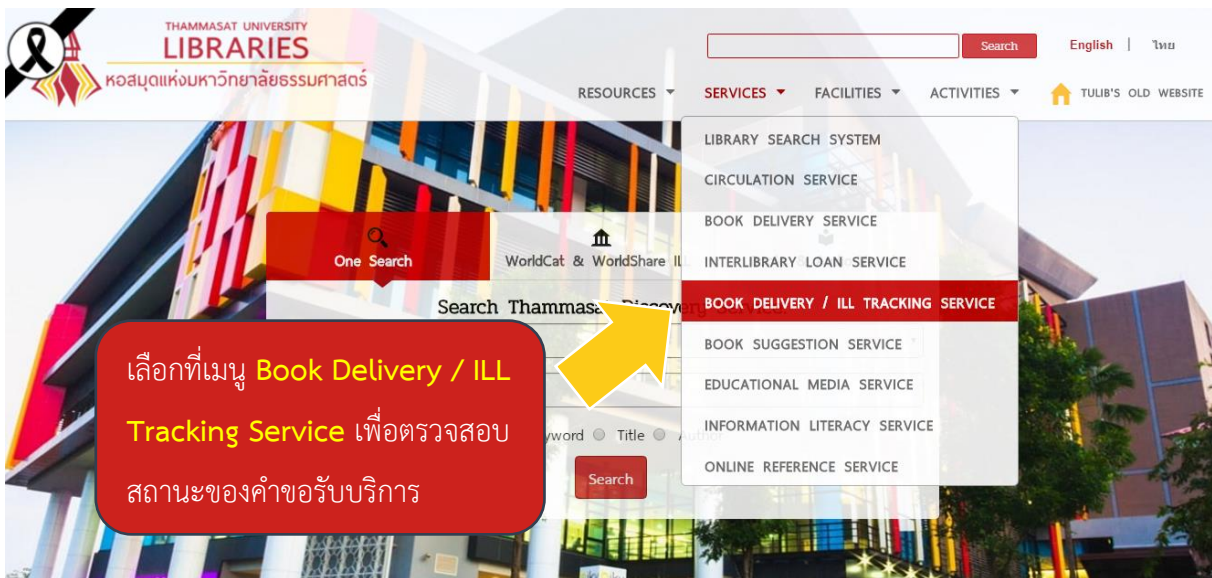 THAMMASAT UNIVERSITY
LIBRARIES
หอสมุดแห่งมหาวิทยาลัยธรรมศาสตร์
Search
English | ไทย
RESOURCES SERVICES FACILITIES ACTIVITIES TULIB'S OLD WEBSITE
LIBRARY SEARCH SYSTEM
CIRCULATION SERVICE
BOOK DELIVERY SERVICE
INTERLIBRARY LOAN SERVICE
BOOK DELIVERY / ILL TRACKING SERVICE
BOOK SUGGESTION SERVICE
EDUCATIONAL MEDIA SERVICE
INFORMATION LITERACY SERVICE
ONLINE REFERENCE SERVICE
One Search
WorldCat & WorldShare IL
Search Thammasa
Title
Search
เลือกที่เมนู Book Delivery / ILL
Tracking Service เพื่อตรวจสอบ
สถานะของคำขอรับบริการ